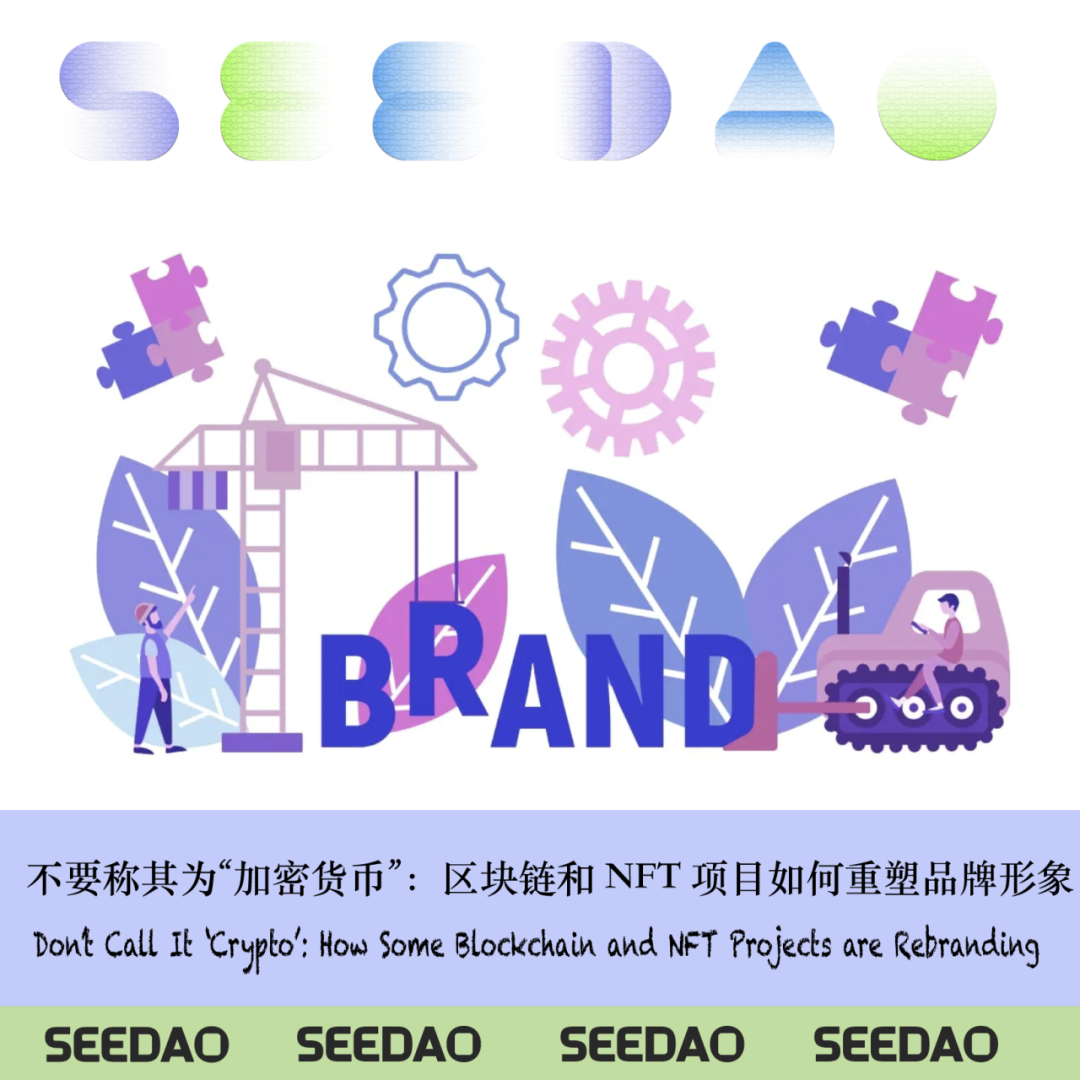 SEEDAO
BRAND
不要称其为“加密货币”：区块链和 NFT 项目如何重塑品牌形象
Don't Call It 'Crypto': How Some Blockchain and NFT Projects are Rebranding
SEEDAO SEEDAO SEEDAO SEEDAO